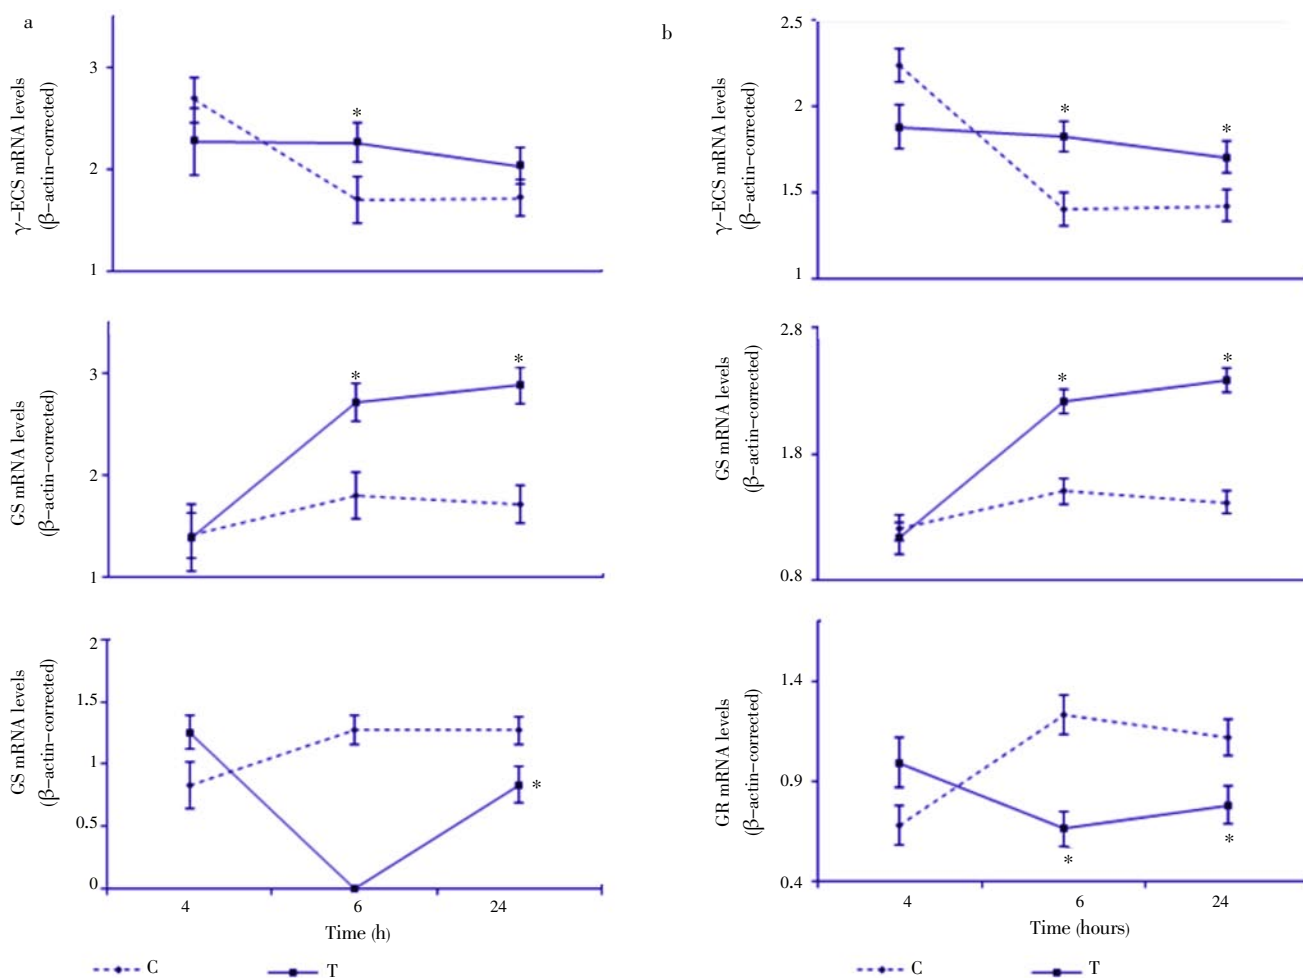 a
3
2
1
γ-ECS mRNA levels
(β-actin-corrected)
*
3
2
1
GS mRNA levels
(β-actin-corrected)
*
*
2
1.5
1
0.5
0
GS mRNA levels
(β-actin-corrected)
*
4 6 24
Time (h)
C T
b
2.5
2
1.5
1
γ-ECS mRNA levels
(β-actin-corrected)
*
*
2.8
1.8
0.8
GS mRNA levels
(β-actin-corrected)
*
*
1.4
0.9
0.4
GR mRNA levels
(β-actin-corrected)
*
*
4 6 24
Time (hours)
C T